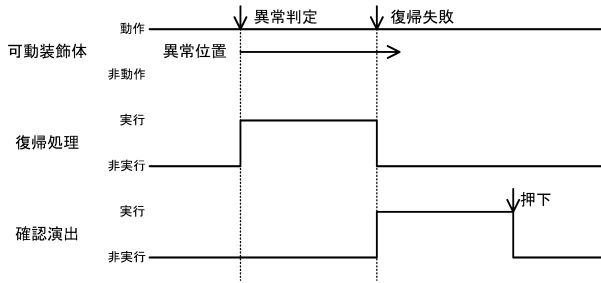 異常判定
復帰失敗
動作
可動装飾体
異常位置
非動作
実行
復帰処理
非実行
実行
押下
確認演出
非実行